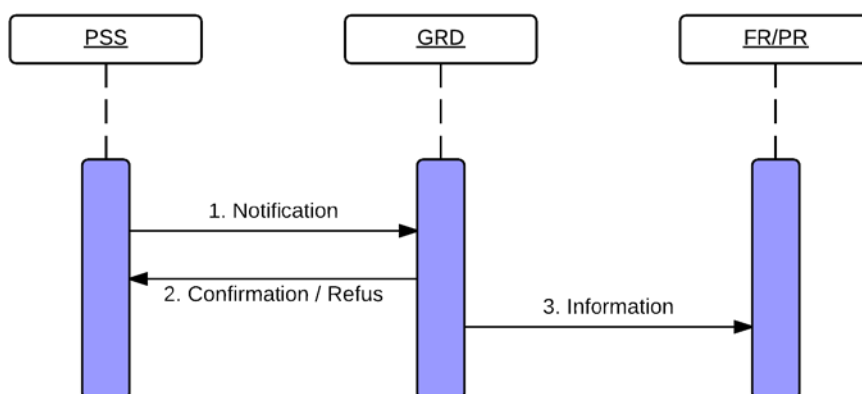 PSS
GRD
FR/PR
1. Notification
2. Confirmation / Refus
3. Information